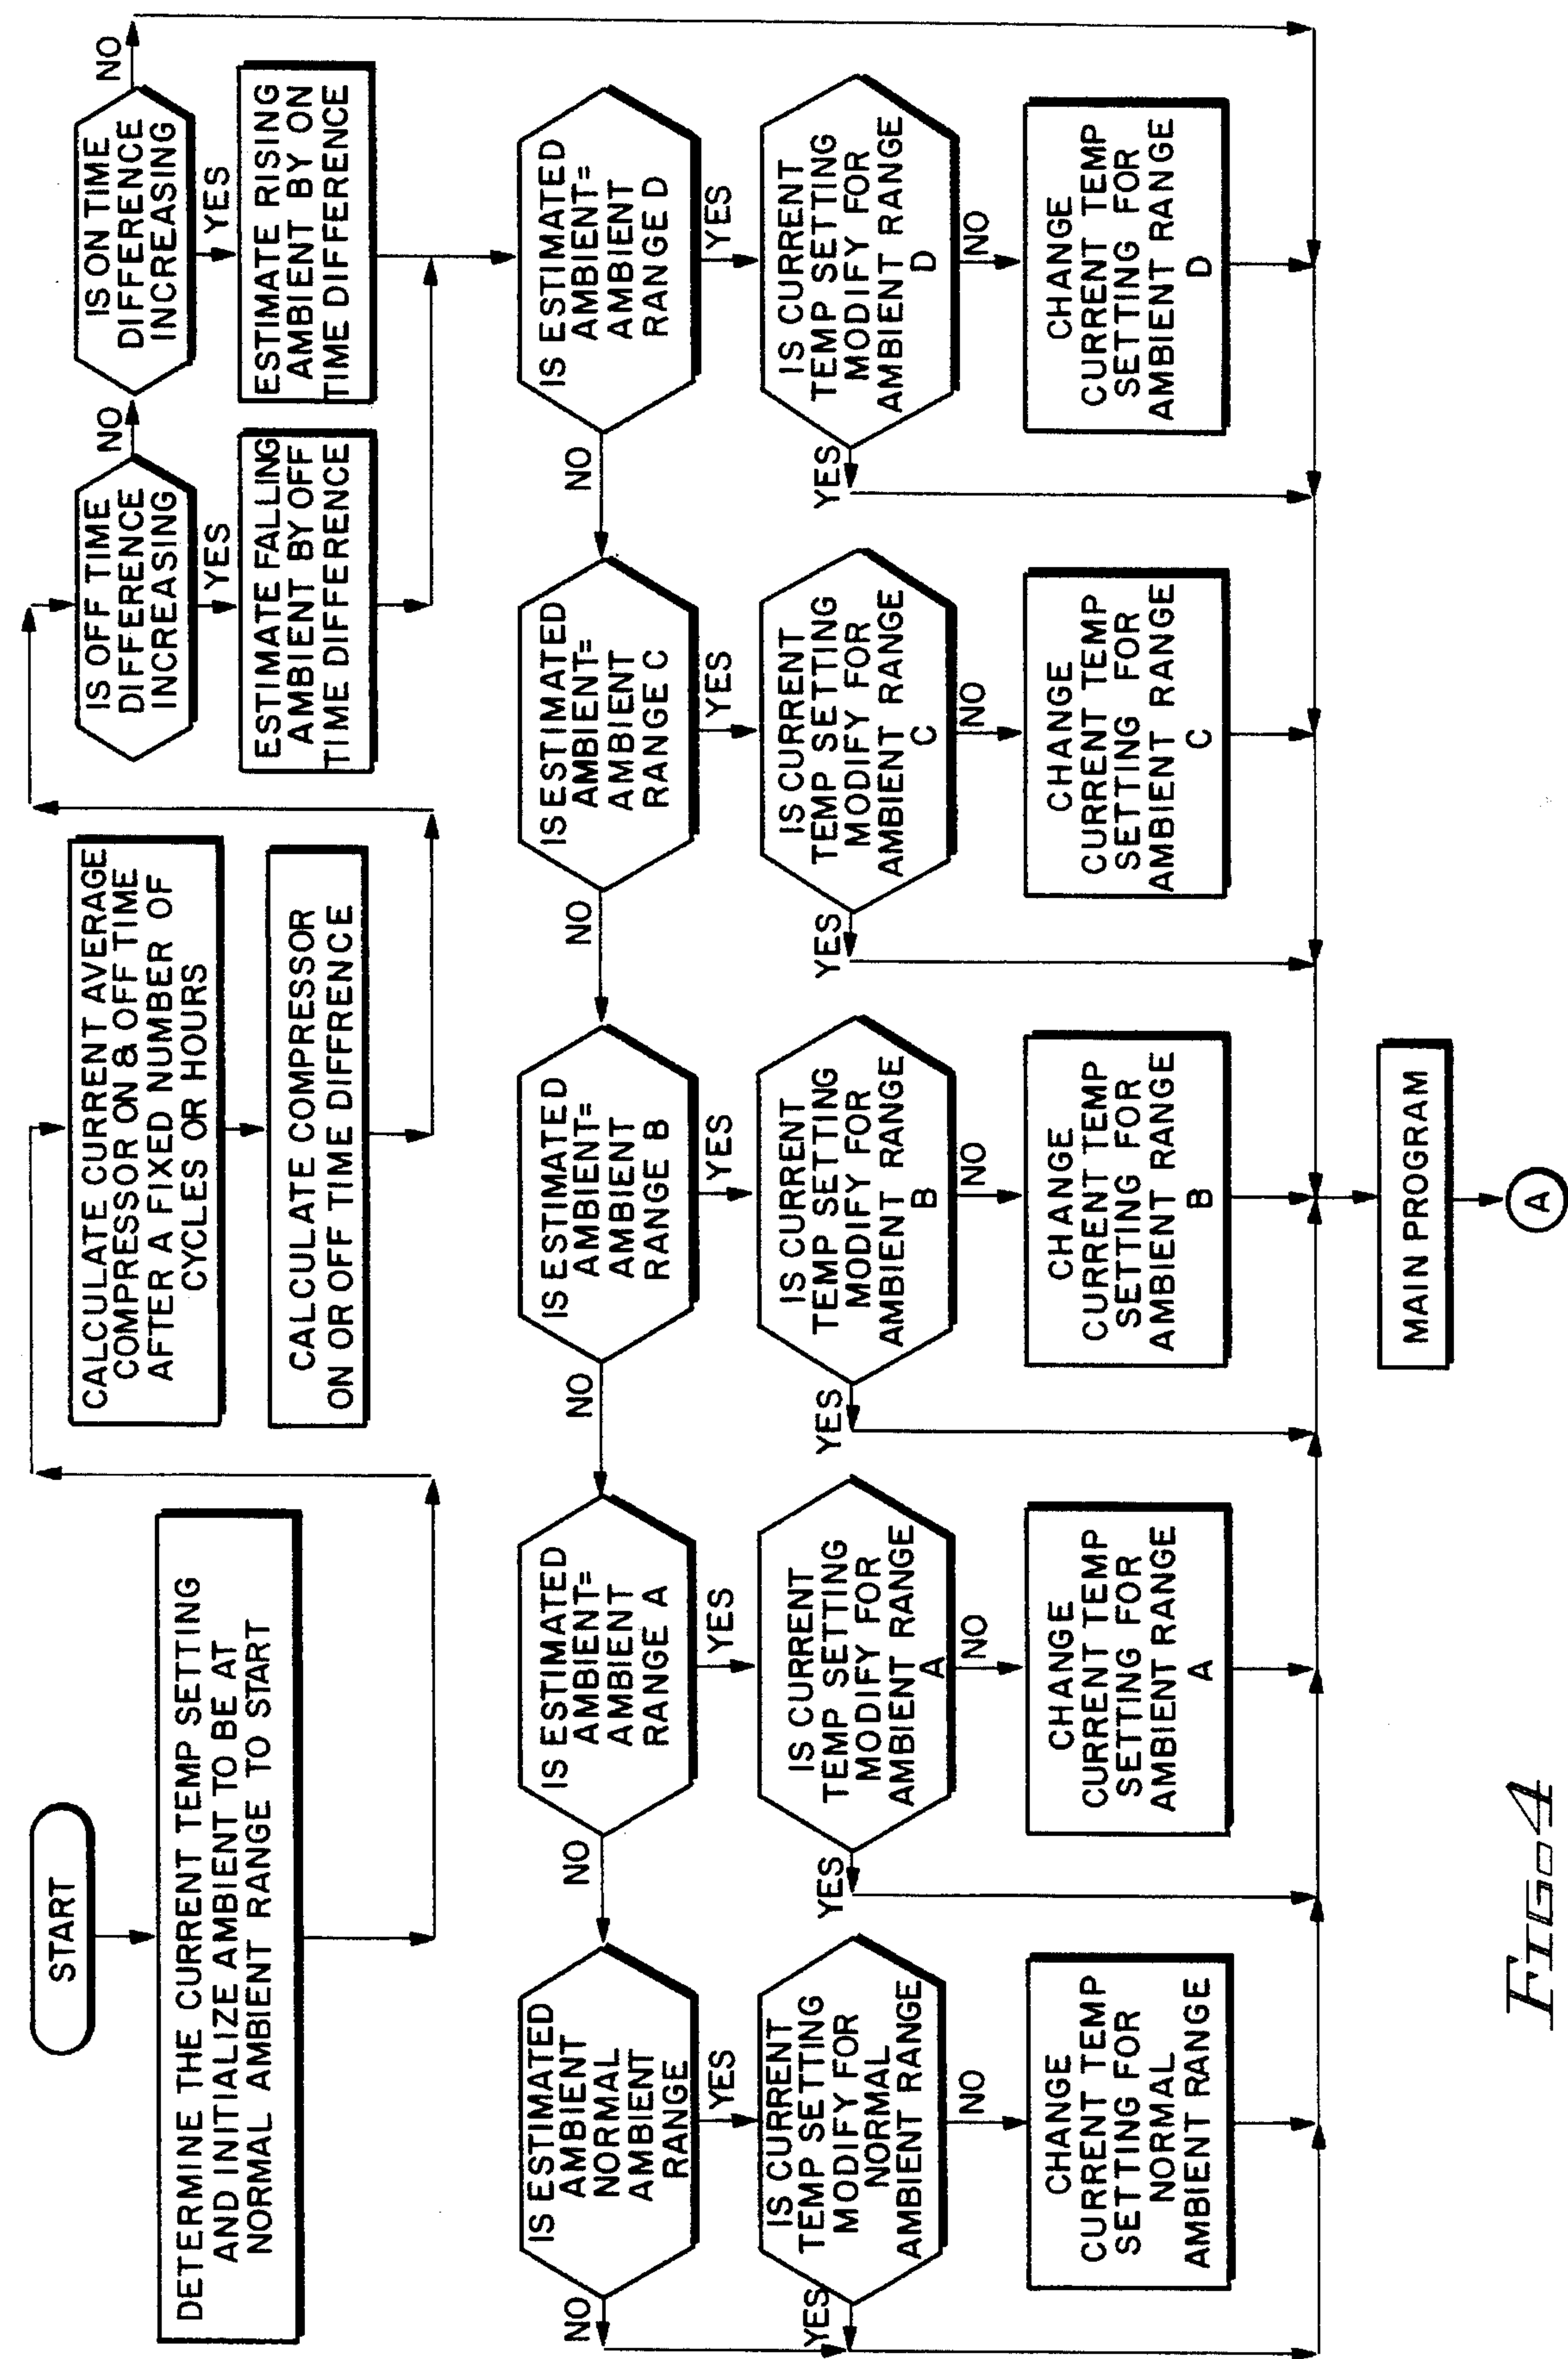 START
DETERMINE THE CURRENT TEMP SETTING
AND INITIALIZE AMBIENT TO BE AT
NORMAL AMBIENT RANGE TO START
CALCULATE CURRENT AVERAGE
COMPRESSOR ON & OFF TIME
AFTER A FIXED NUMBER OF
CYCLES OR HOURS
CALCULATE COMPRESSOR
ON OR OFF TIME DIFFRENCE
IS OFF TIME
DIFFERENCE
INCREASING
NO
YES
ESTIMATE FALLING
AMBIENT BY OFF
TIME DIFFERENCE
IS ON TIME
DIFFERENCE
INCREASING
NO
YES
ESTIMATE RISING
AMBIENT BY ON
TIME DIFFERENCE
IS ESTIMATED
AMBIENT
NORMAL
AMBIENT
RANGE
NO
YES
IS ESTIMATED
AMBIENT=
AMBIENT
RANGE A
NO
YES
IS ESTIMATED
AMBIENT=
AMBIENT
RANGE B
NO
YES
IS ESTIMATED
AMBIENT=
AMBIENT
RANGE C
NO
YES
IS ESTIMATED
AMBIENT=
AMBIENT
RANGE D
NO
YES
IS CURRENT
TEMP SETTING
MODIFY FOR
NORMAL
AMBIENT RANGE
YES
NO
IS CURRENT
TEMP SETTING
MODIFY FOR
AMBIENT RANGE
A
YES
NO
IS CURRENT
TEMP SETTING
MODIFY FOR
AMBIENT RANGE
B
YES
NO
IS CURRENT
TEMP SETTING
MODIFY FOR
AMBIENT RANGE
C
YES
NO
IS CURRENT
TEMP SETTING
MODIFY FOR
AMBIENT RANGE
D
YES
NO
CHANGE
CURRENT TEMP
SETTING FOR
NORMAL
AMBIENT RANGE
CHANGE
CURRENT TEMP
SETTING FOR
AMBIENT RANGE
A
CHANGE
CURRENT TEMP
SETTING FOR
AMBIENT RANGE
B
CHANGE
CURRENT TEMP
SETTING FOR
AMBIENT RANGE
C
CHANGE
CURRENT TEMP
SETTING FOR
AMBIENT RANGE
D
MAIN PROGRAM
A
FIG-4